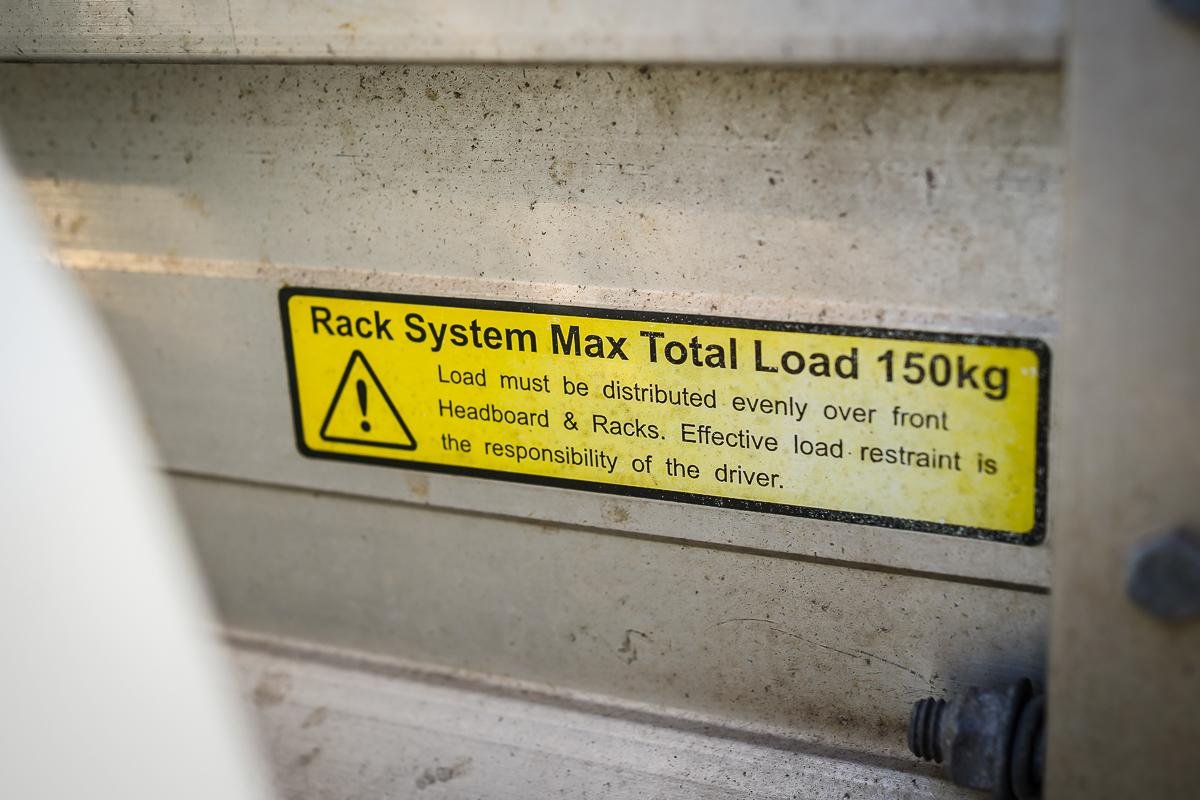 Rack System Max Total Load 150kg
Load must be distributed evenly over front
Headboard & Racks. Effective load restraint is
the responsibility of the driver.